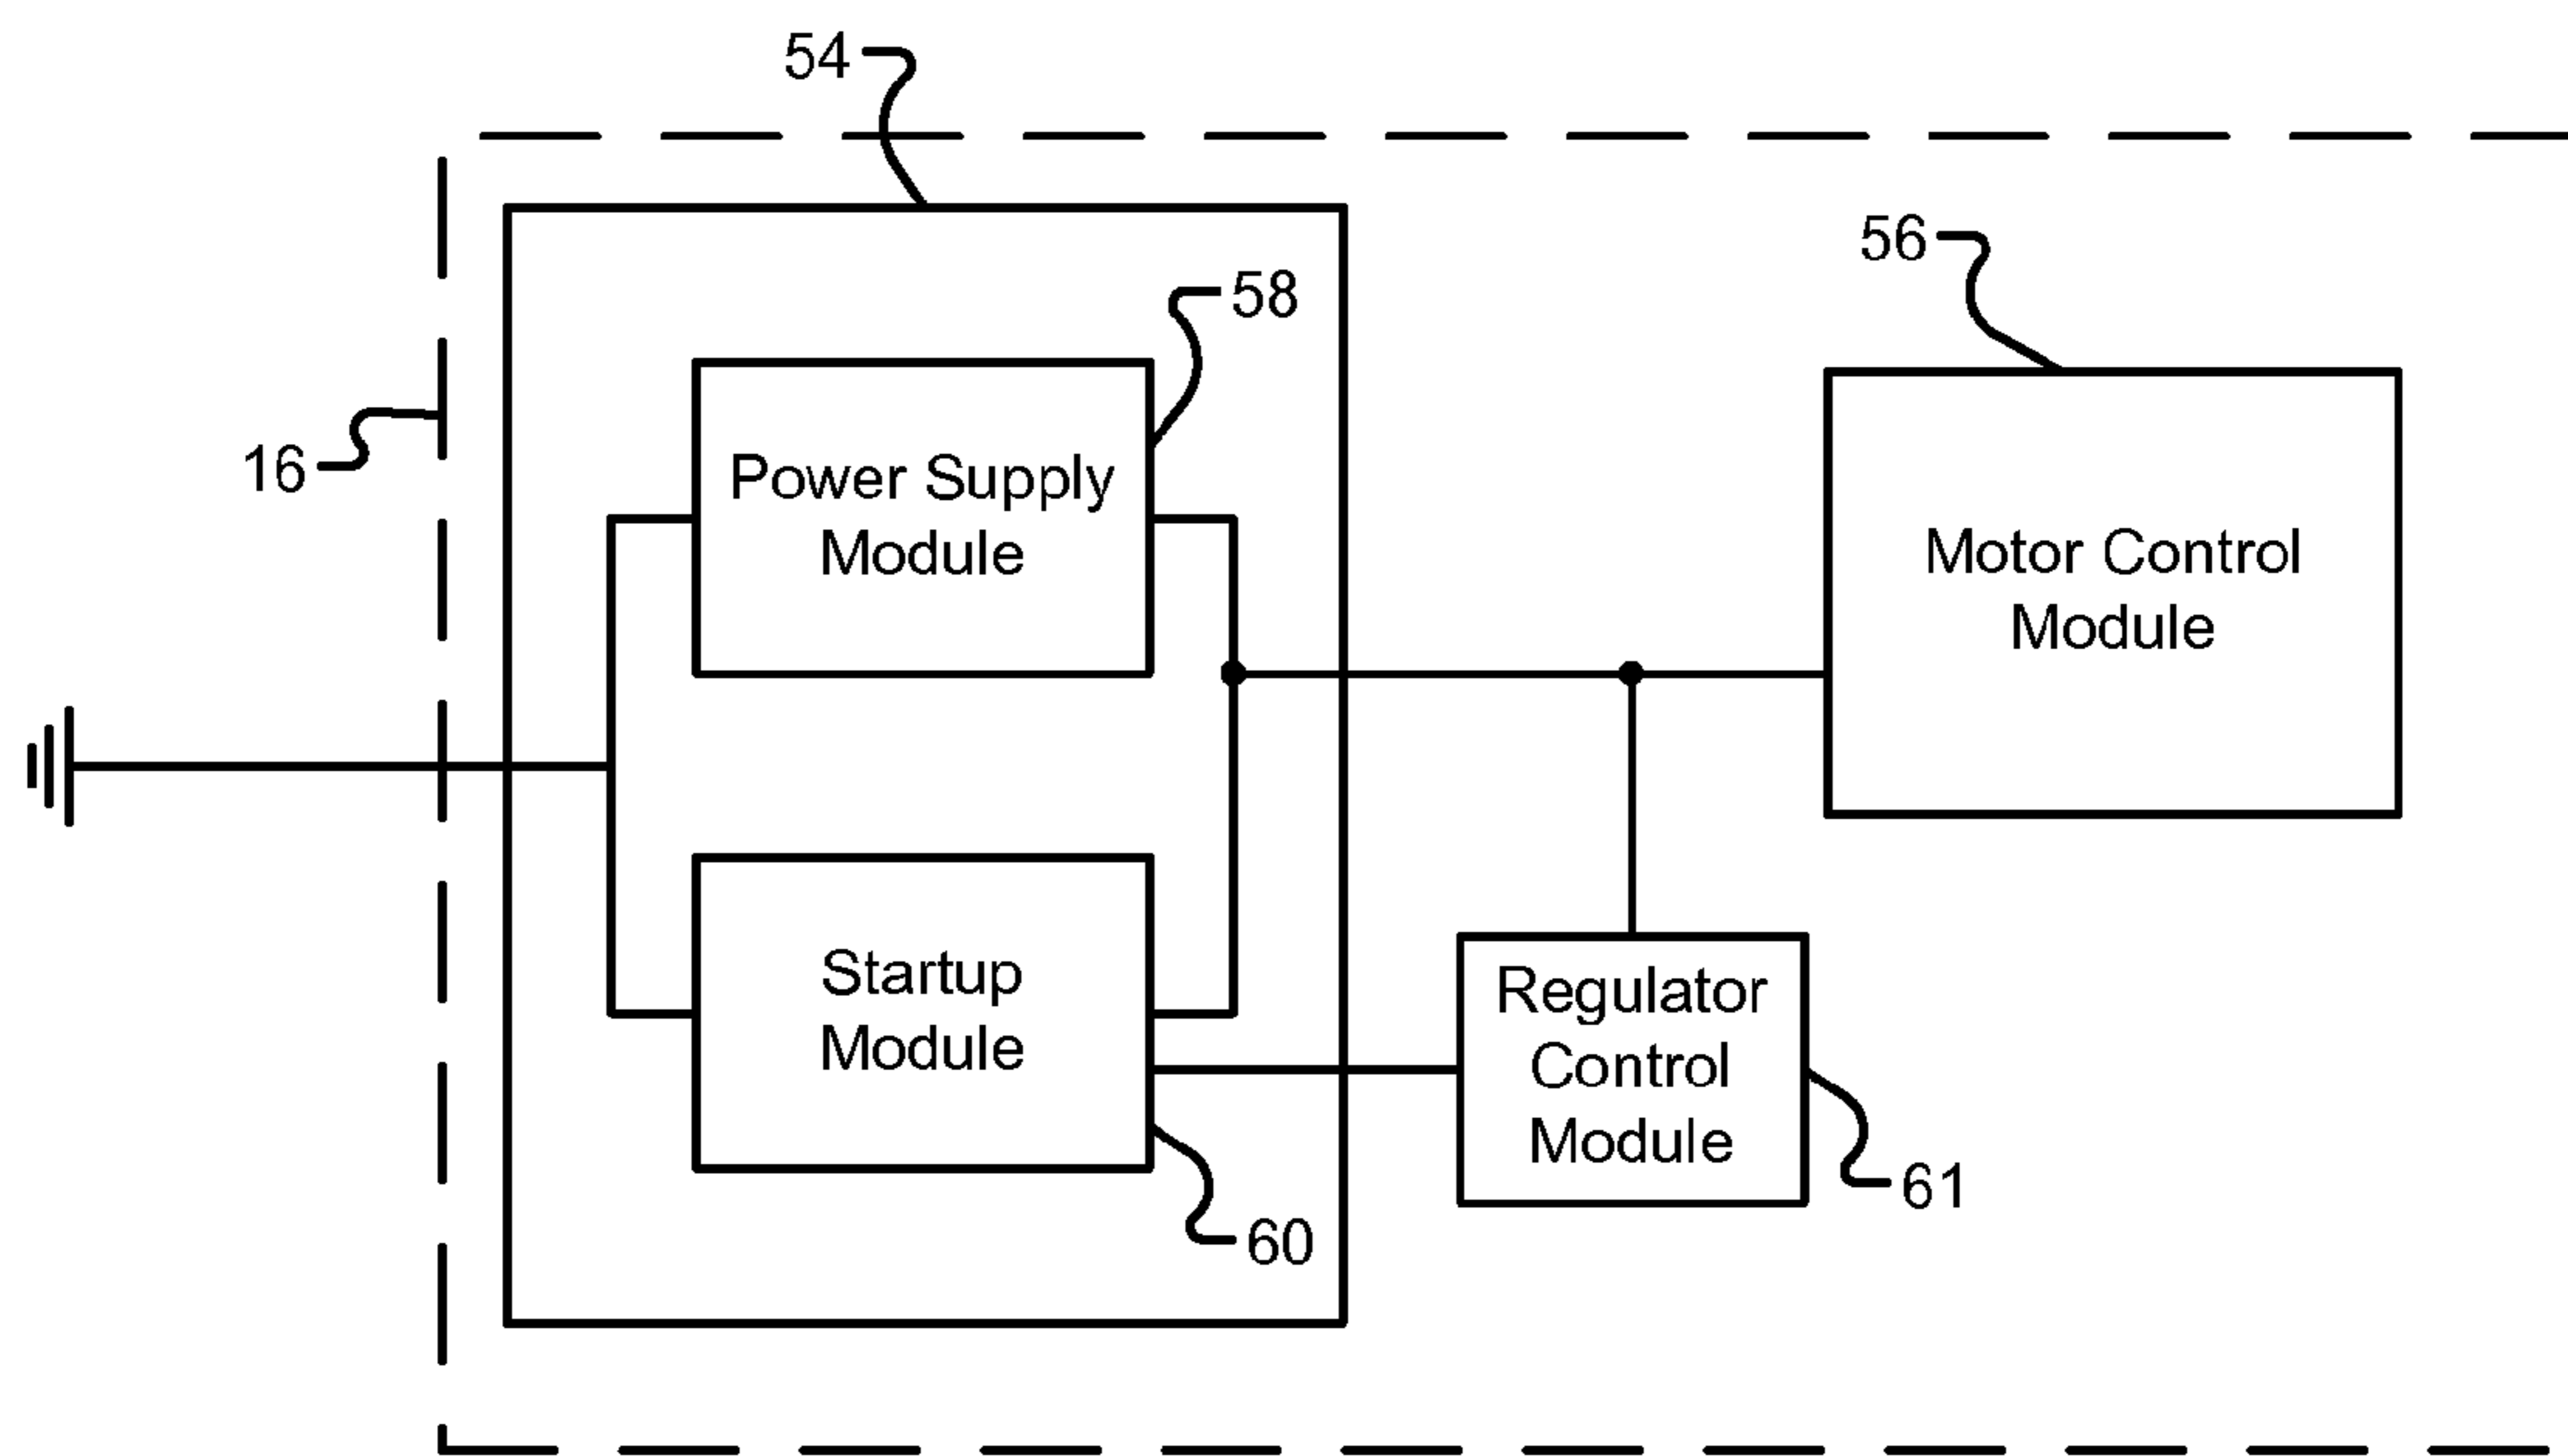 54
56
58
Power Supply
Module
16
Motor Control
Module
Startup
Module
Regulator
Control
Module
61
60